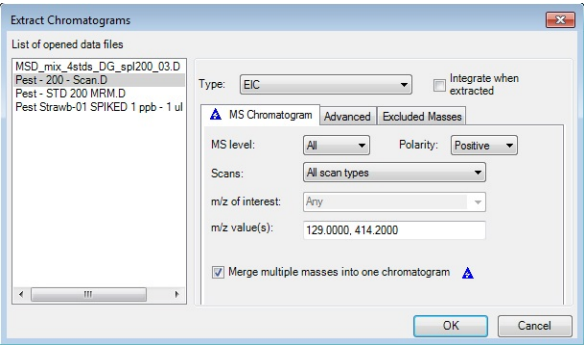 Extract Chromatograms
List of opened data files
MSD_mix_4stds_DG_spl200_03.D
Pest - 200 - Scan.D
Pest - STD 200 MRM.D
Pest Strawb-01 SPIKED 1 ppb - 1 ul
Type: EIC
Integrate when
extracted
MS Chromatogram Advanced Excluded Masses
MS level: All Polarity: Positive
Scans: All scan types
m/z of interest: Any
m/z value(s): 129.0000, 414.2000
Merge multiple masses into one chromatogram
OK Cancel